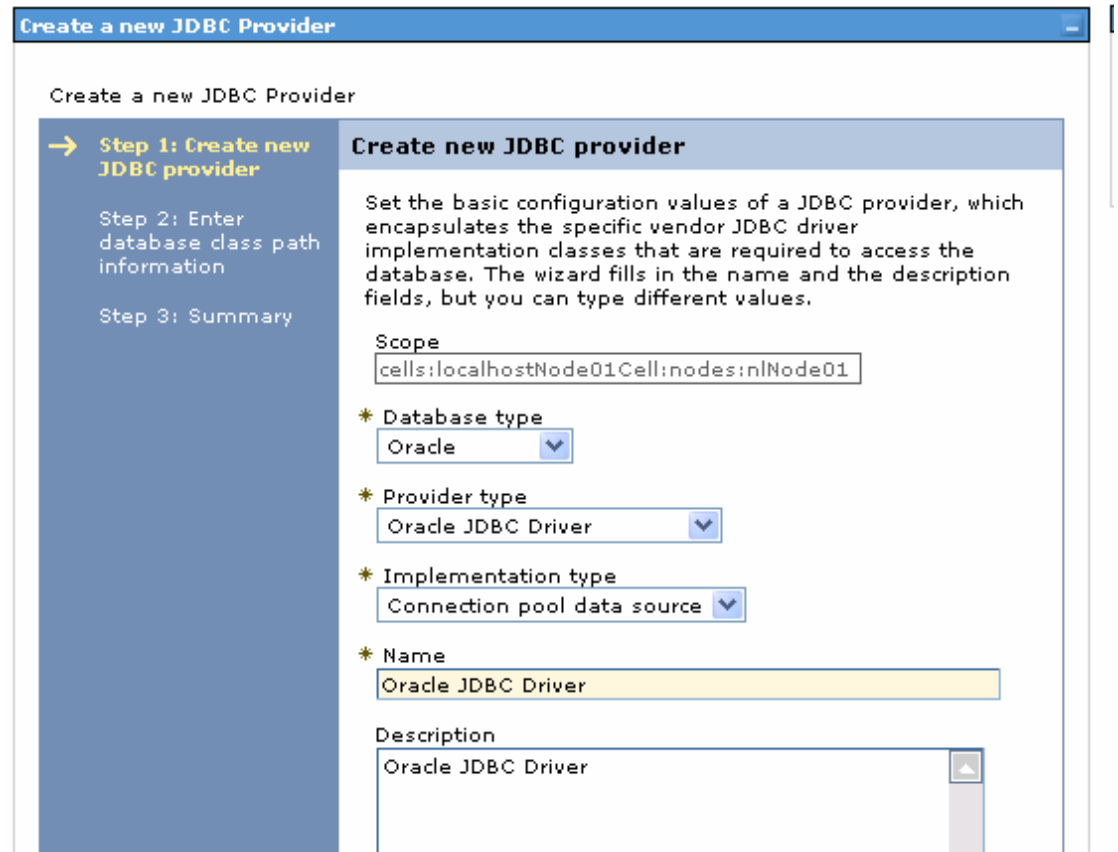 Create a new JDBC Provider
Create a new JDBC Provider
Step 1: Create new
JDBC provider
Step 2: Enter
database class path
information
Step 3: Summary
Create new JDBC provider
Set the basic configuration values of a JDBC provider, which
encapsulates the specific vendor JDBC driver
implementation classes that are required to access the
database. The wizard fills in the name and the description
fields, but you can type different values.
Scope
cells:localhostNode01Cell:nodes:nlNode01
* Database type
Oracle
* Provider type
Oracle JDBC Driver
* Implementation type
Connection pool data source
* Name
Oracle JDBC Driver
Description
Oracle JDBC Driver